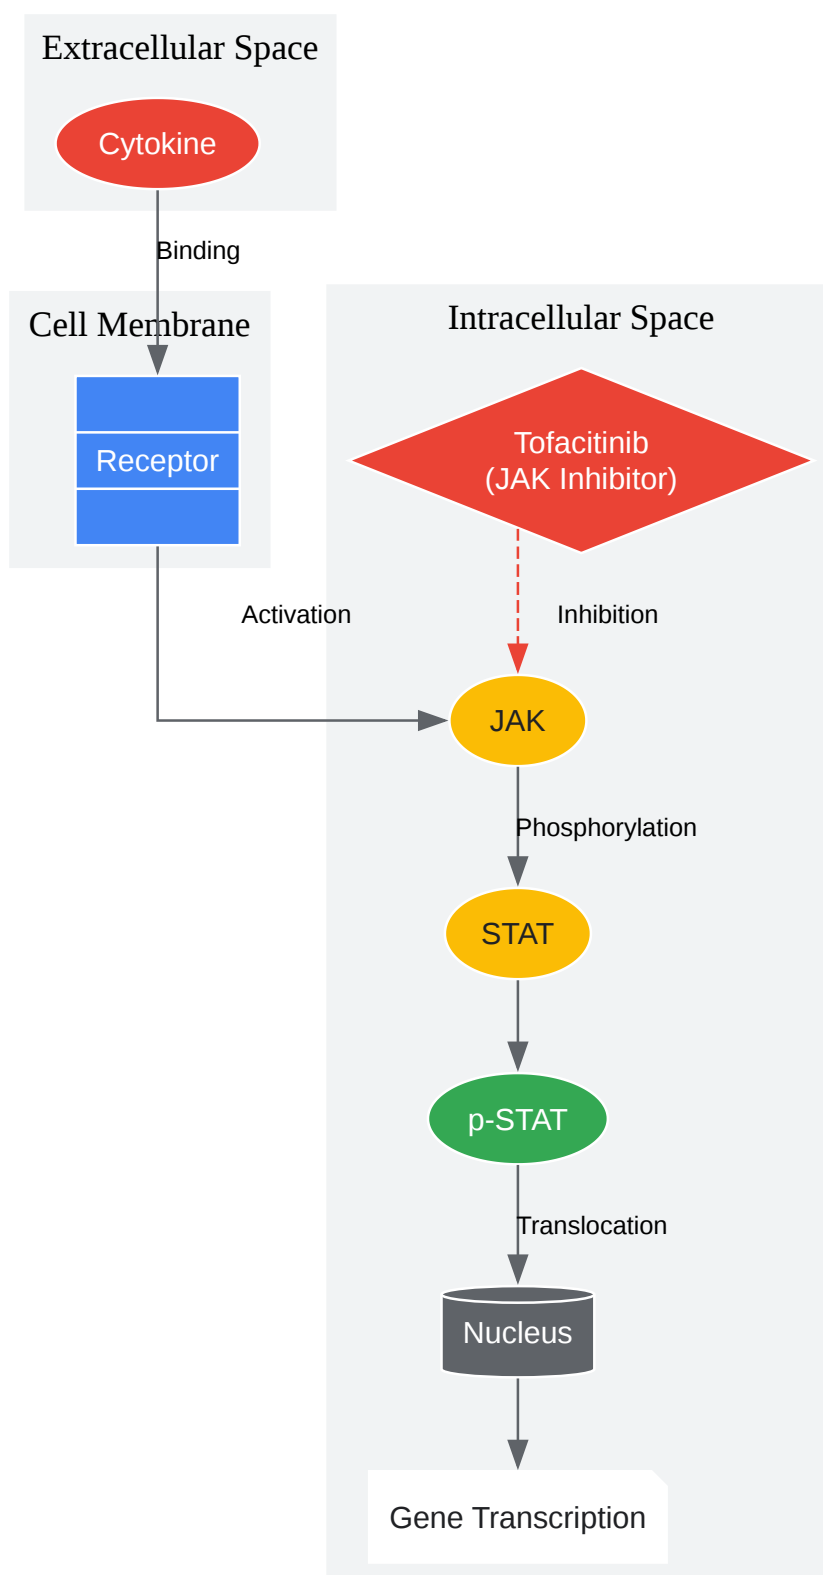 Extracellular Space
Cytokine
Binding
Cell Membrane
Receptor
Intracellular Space
Tofacitinib
(JAK Inhibitor)
Activation
Inhibition
JAK
Phosphorylation
STAT
p-STAT
Translocation
Nucleus
Gene Transcription